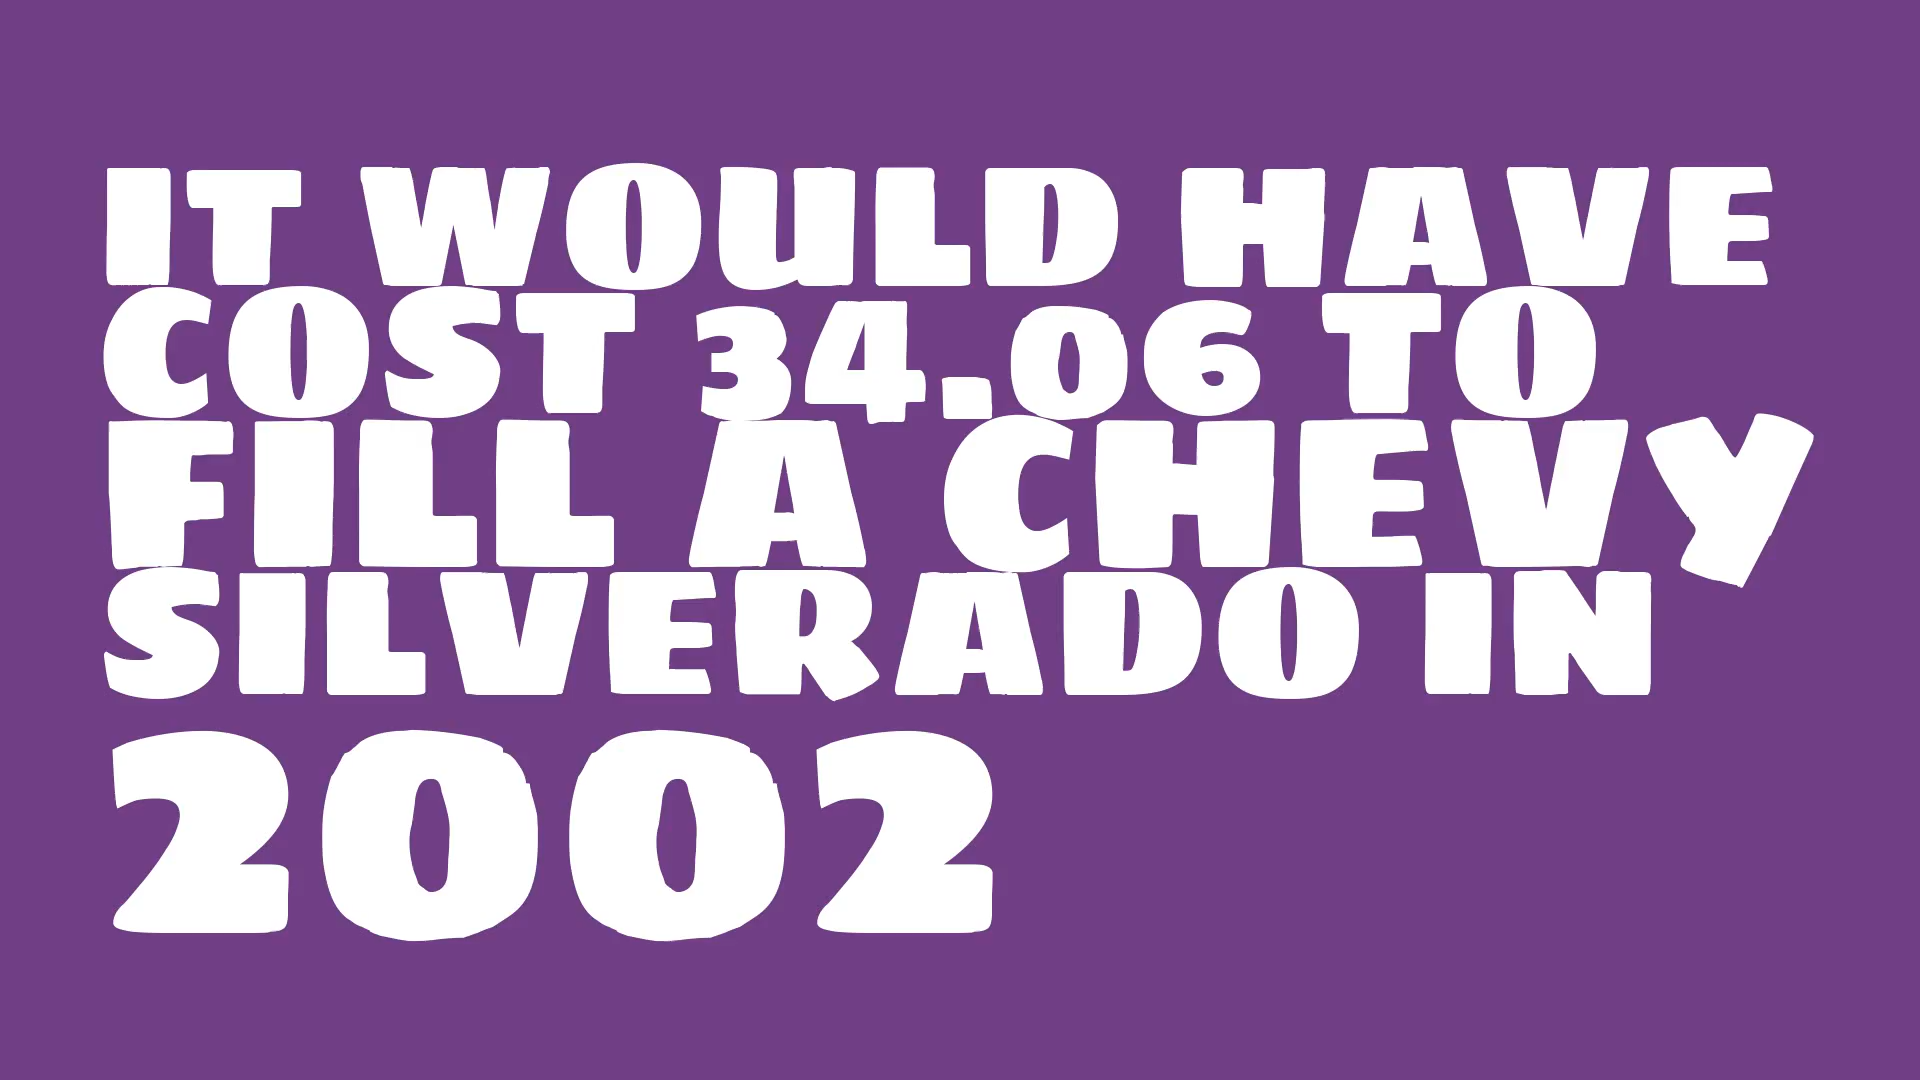 IT WOULD HAVE
COST 34.06 TO
FILL A CHEVY
SILVERADO IN
2002